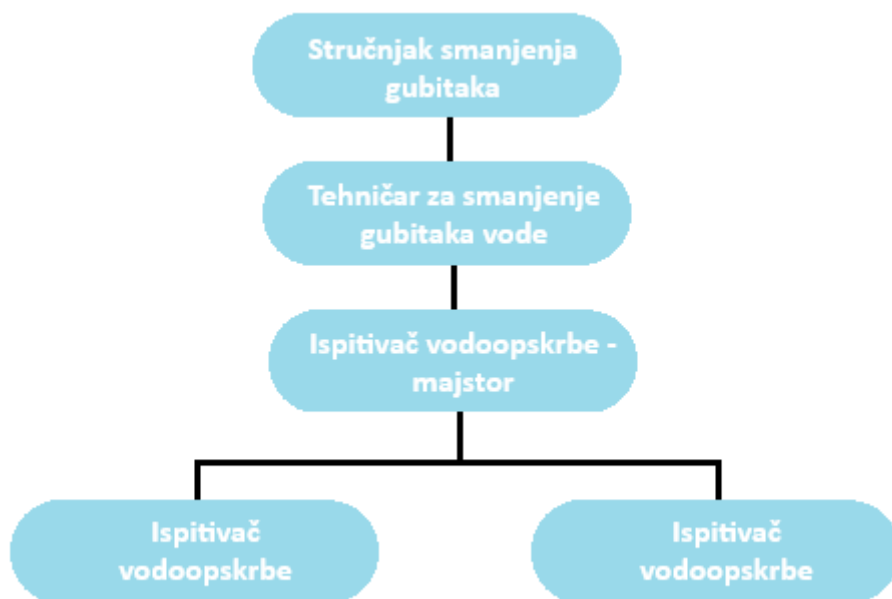 Stručnjak smanjenja
gubitaka
Tehničar za smanjenje
gubitaka vode
Ispitivač vodoopskrbe -
majstor
Ispitivač
vodoopskrbe
Ispitivač
vodoopskrbe